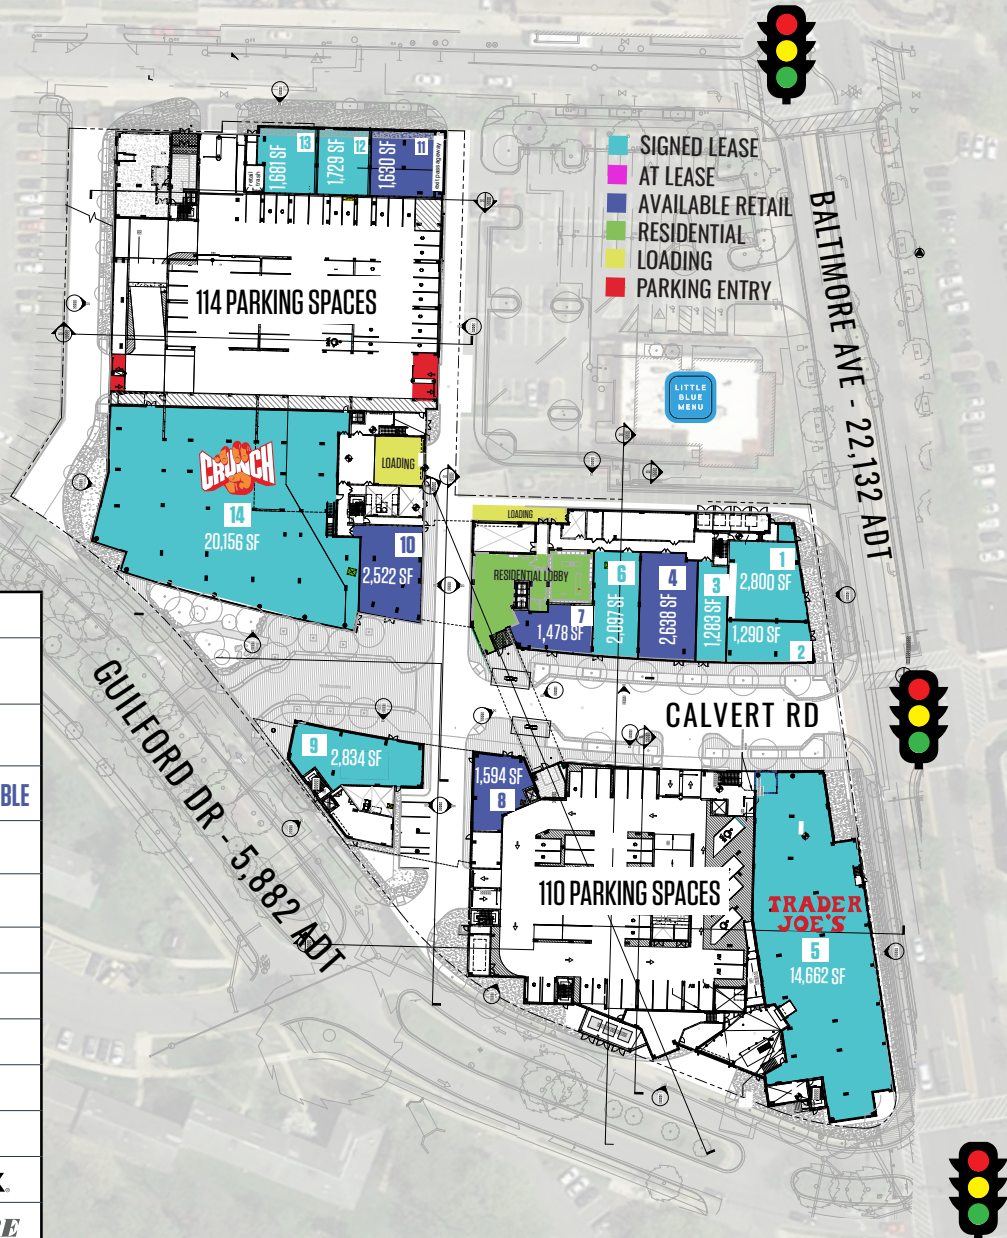 SIGNED LEASE
AT LEASE
AVAILABLE RETAIL
RESIDENTIAL
LOADING
PARKING ENTRY
BALTIMORE AVE - 22,132 ADT
13
1,681 SF
12
1,729 SF
11
1,630 SF
retail trash
114 PARKING SPACES
LITTLE
BLUE
MENU
CRUNCH
14
20,156 SF
LOADING
10
2,522 SF
LOADING
RESIDENTIAL LOBBY
7
1,478 SF
6
2,097 SF
4
2,638 SF
3
1,283 SF
1
2,800 SF
1,290 SF
2
CALVERT RD
GUILFORD DR - 5,882 ADT
9
2,834 SF
1,594 SF
8
110 PARKING SPACES
TRADER
JOE'S
5
14,662 SF
BLE